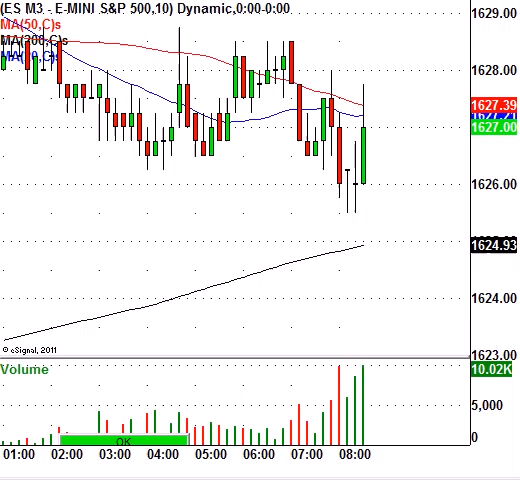 (ES M3 - E-MINI S&P 500,10) Dynamic,0:00-0:00
MA(50,C)s
MA(200,C)s
1629.00
1628.00
1627.39
1627.21
1627.00
1626.00
1624.93
1624.00
1623.00
© eSignal, 2011
Volume
10.02K
5,000
0
OK
01:00 02:00 03:00 04:00 05:00 06:00 07:00 08:00